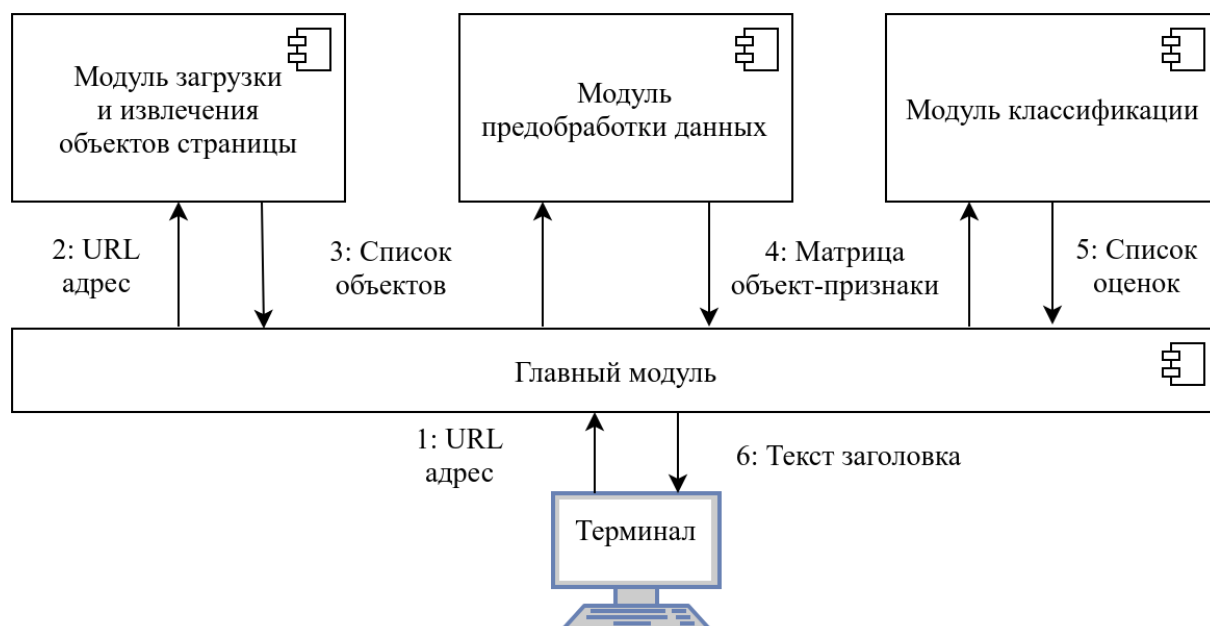 Модуль загрузки
и извлечения
объектов страницы
Модуль
предобработки данных
Модуль классификации
2: URL
адрес
3: Список
объектов
4: Матрица
объект-признаки
5: Список
оценок
Главный модуль
1: URL
адрес
6: Текст заголовка
Терминал